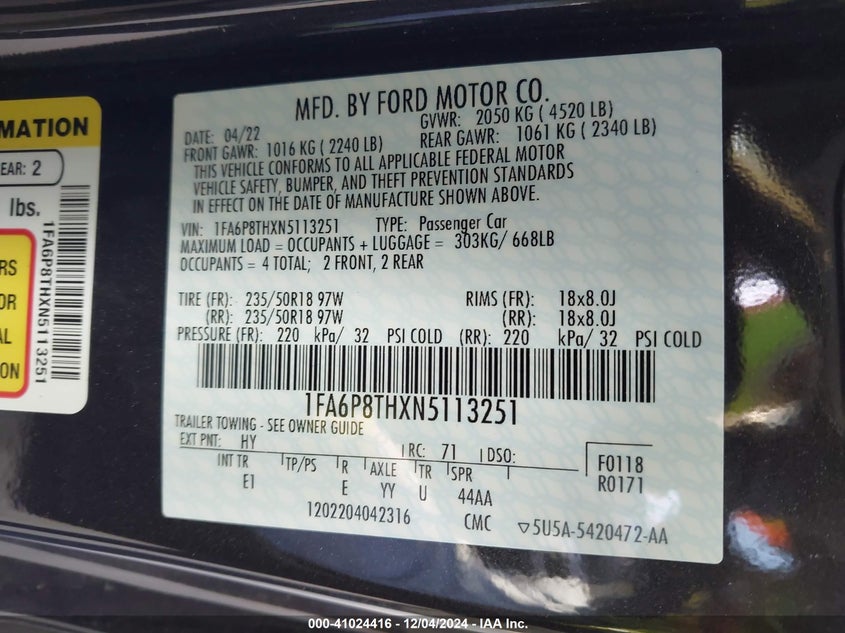 MATION
EAR: 2
lbs.
1FA6P8THXN5113251
RS
OR
AL
ION
MFD. BY FORD MOTOR CO.
DATE: 04/22 GVWR: 2050 KG ( 4520 LB)
FRONT GAWR: 1016 KG ( 2240 LB) REAR GAWR: 1061 KG ( 2340 LB)
THIS VEHICLE CONFORMS TO ALL APPLICABLE FEDERAL MOTOR
VEHICLE SAFETY, BUMPER, AND THEFT PREVENTION STANDARDS
IN EFFECT ON THE DATE OF MANUFACTURE SHOWN ABOVE.
VIN: 1FA6P8THXN5113251 TYPE: Passenger Car
MAXIMUM LOAD = OCCUPANTS + LUGGAGE = 303KG/ 668LB
OCCUPANTS = 4 TOTAL; 2 FRONT, 2 REAR
TIRE (FR): 235/50R18 97W RIMS (FR): 18x8.0J
(RR): 235/50R18 97W (RR): 18x8.0J
PRESSURE (FR): 220 kPa/ 32 PSI COLD (RR): 220 kPa/ 32 PSI COLD
1FA6P8THXN5113251
TRAILER TOWING - SEE OWNER GUIDE
EXT PNT: HY RC: 71 DSO: F0118
INT TR TP/PS R AXLE TR SPR R0171
E1 E YY U 44AA
1202204042316 CMC ▽5U5A-5420472-AA
000-41024416 - 12/04/2024 - IAA Inc.